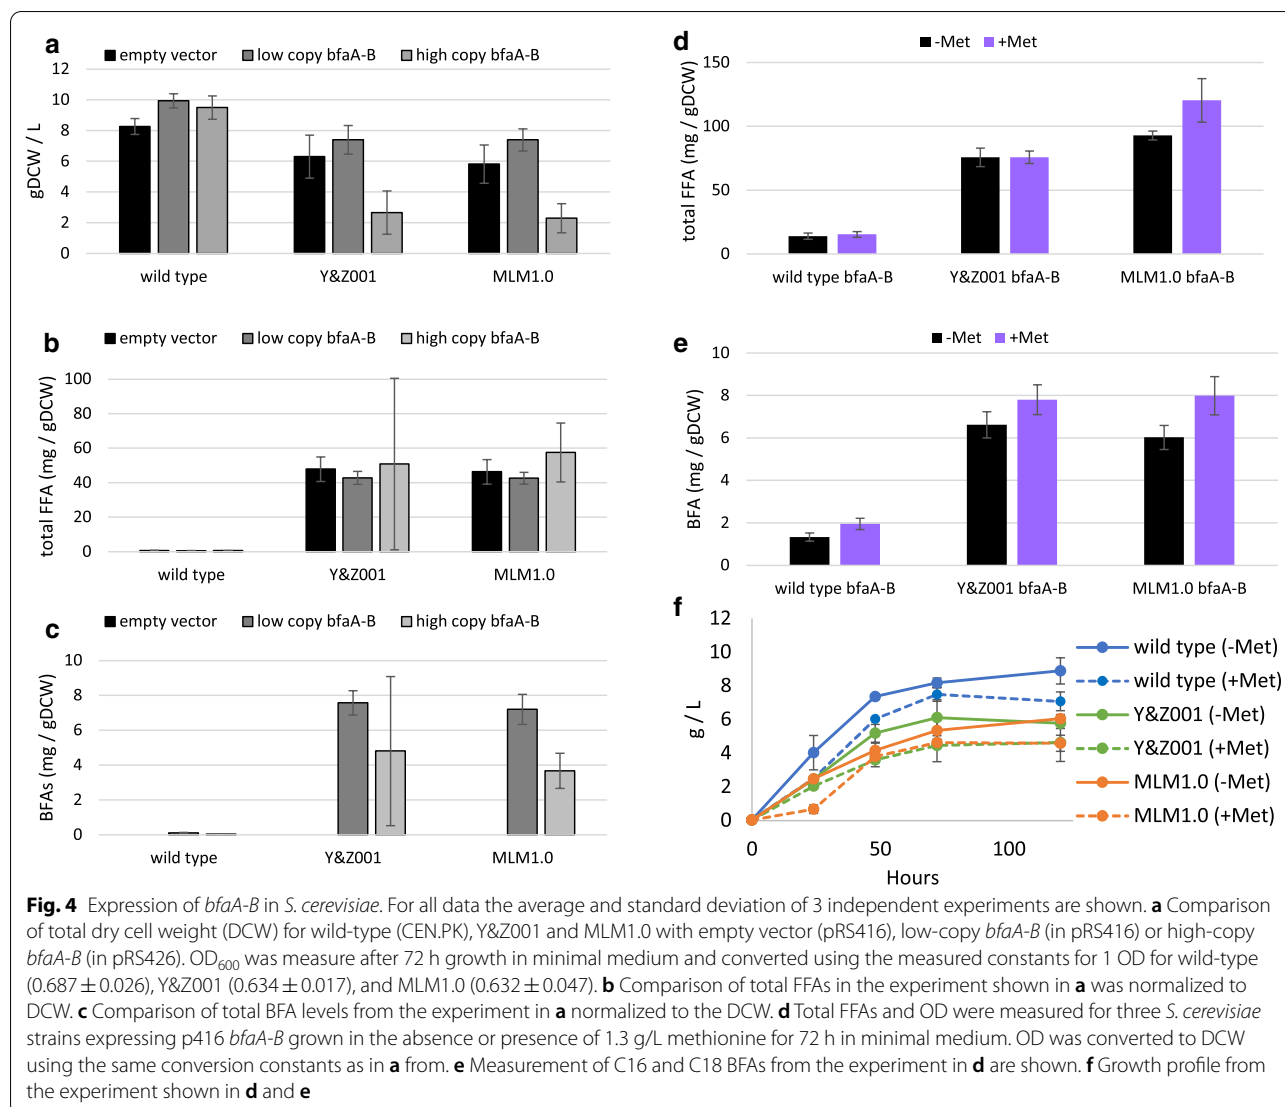 a
empty vector low copy bfaA-B high copy bfaA-B
12
10
8
6
4
2
0
gDCW / L
wild type Y&Z001 MLM1.0
b
empty vector low copy bfaA-B high copy bfaA-B
100
80
60
40
20
0
total FFA (mg / gDCW)
wild type Y&Z001 MLM1.0
c
empty vector low copy bfaA-B high copy bfaA-B
10
8
6
4
2
0
BFAs (mg / gDCW)
wild type Y&Z001 MLM1.0
d
-Met +Met
150
100
50
0
total FFA (mg / gDCW)
wild type bfaA-B Y&Z001 bfaA-B MLM1.0 bfaA-B
e
-Met +Met
10
8
6
4
2
0
BFA (mg / gDCW)
wild type bfaA-B Y&Z001 bfaA-B MLM1.0 bfaA-B
f
12
10
8
6
4
2
0
g / L
0 50 100
Hours
wild type (-Met)
wild type (+Met)
Y&Z001 (-Met)
Y&Z001 (+Met)
MLM1.0 (-Met)
MLM1.0 (+Met)
Fig. 4 Expression of bfaA-B in S. cerevisiae. For all data the average and standard deviation of 3 independent experiments are shown. a Comparison
of total dry cell weight (DCW) for wild-type (CEN.PK), Y&Z001 and MLM1.0 with empty vector (pRS416), low-copy bfaA-B (in pRS416) or high-copy
bfaA-B (in pRS426). OD600 was measure after 72 h growth in minimal medium and converted using the measured constants for 1 OD for wild-type
(0.687 ± 0.026), Y&Z001 (0.634 ± 0.017), and MLM1.0 (0.632 ± 0.047). b Comparison of total FFAs in the experiment shown in a was normalized to
DCW. c Comparison of total BFA levels from the experiment in a normalized to the DCW. d Total FFAs and OD were measured for three S. cerevisiae
strains expressing p416 bfaA-B grown in the absence or presence of 1.3 g/L methionine for 72 h in minimal medium. OD was converted to DCW
using the same conversion constants as in a from. e Measurement of C16 and C18 BFAs from the experiment in d are shown. f Growth profile from
the experiment shown in d and e